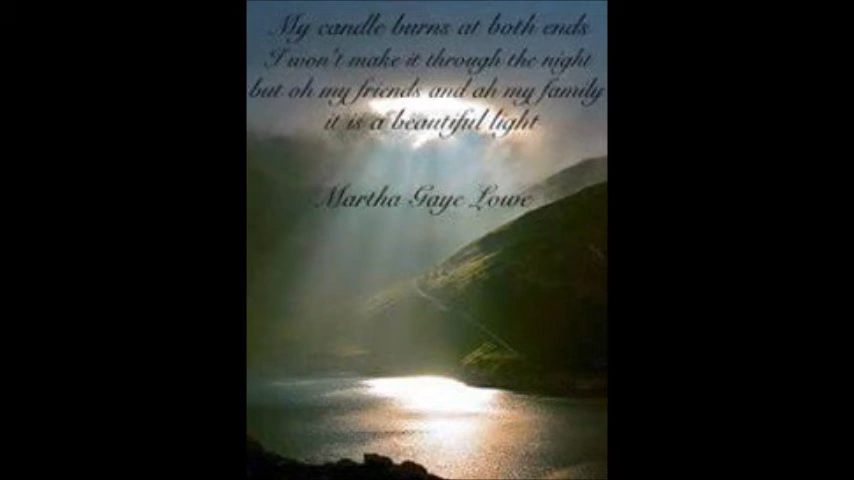 My candle burns at both ends
I won't make it through the night
but oh my friends and ah my family
it is a beautiful light
Martha Gaye Lowe